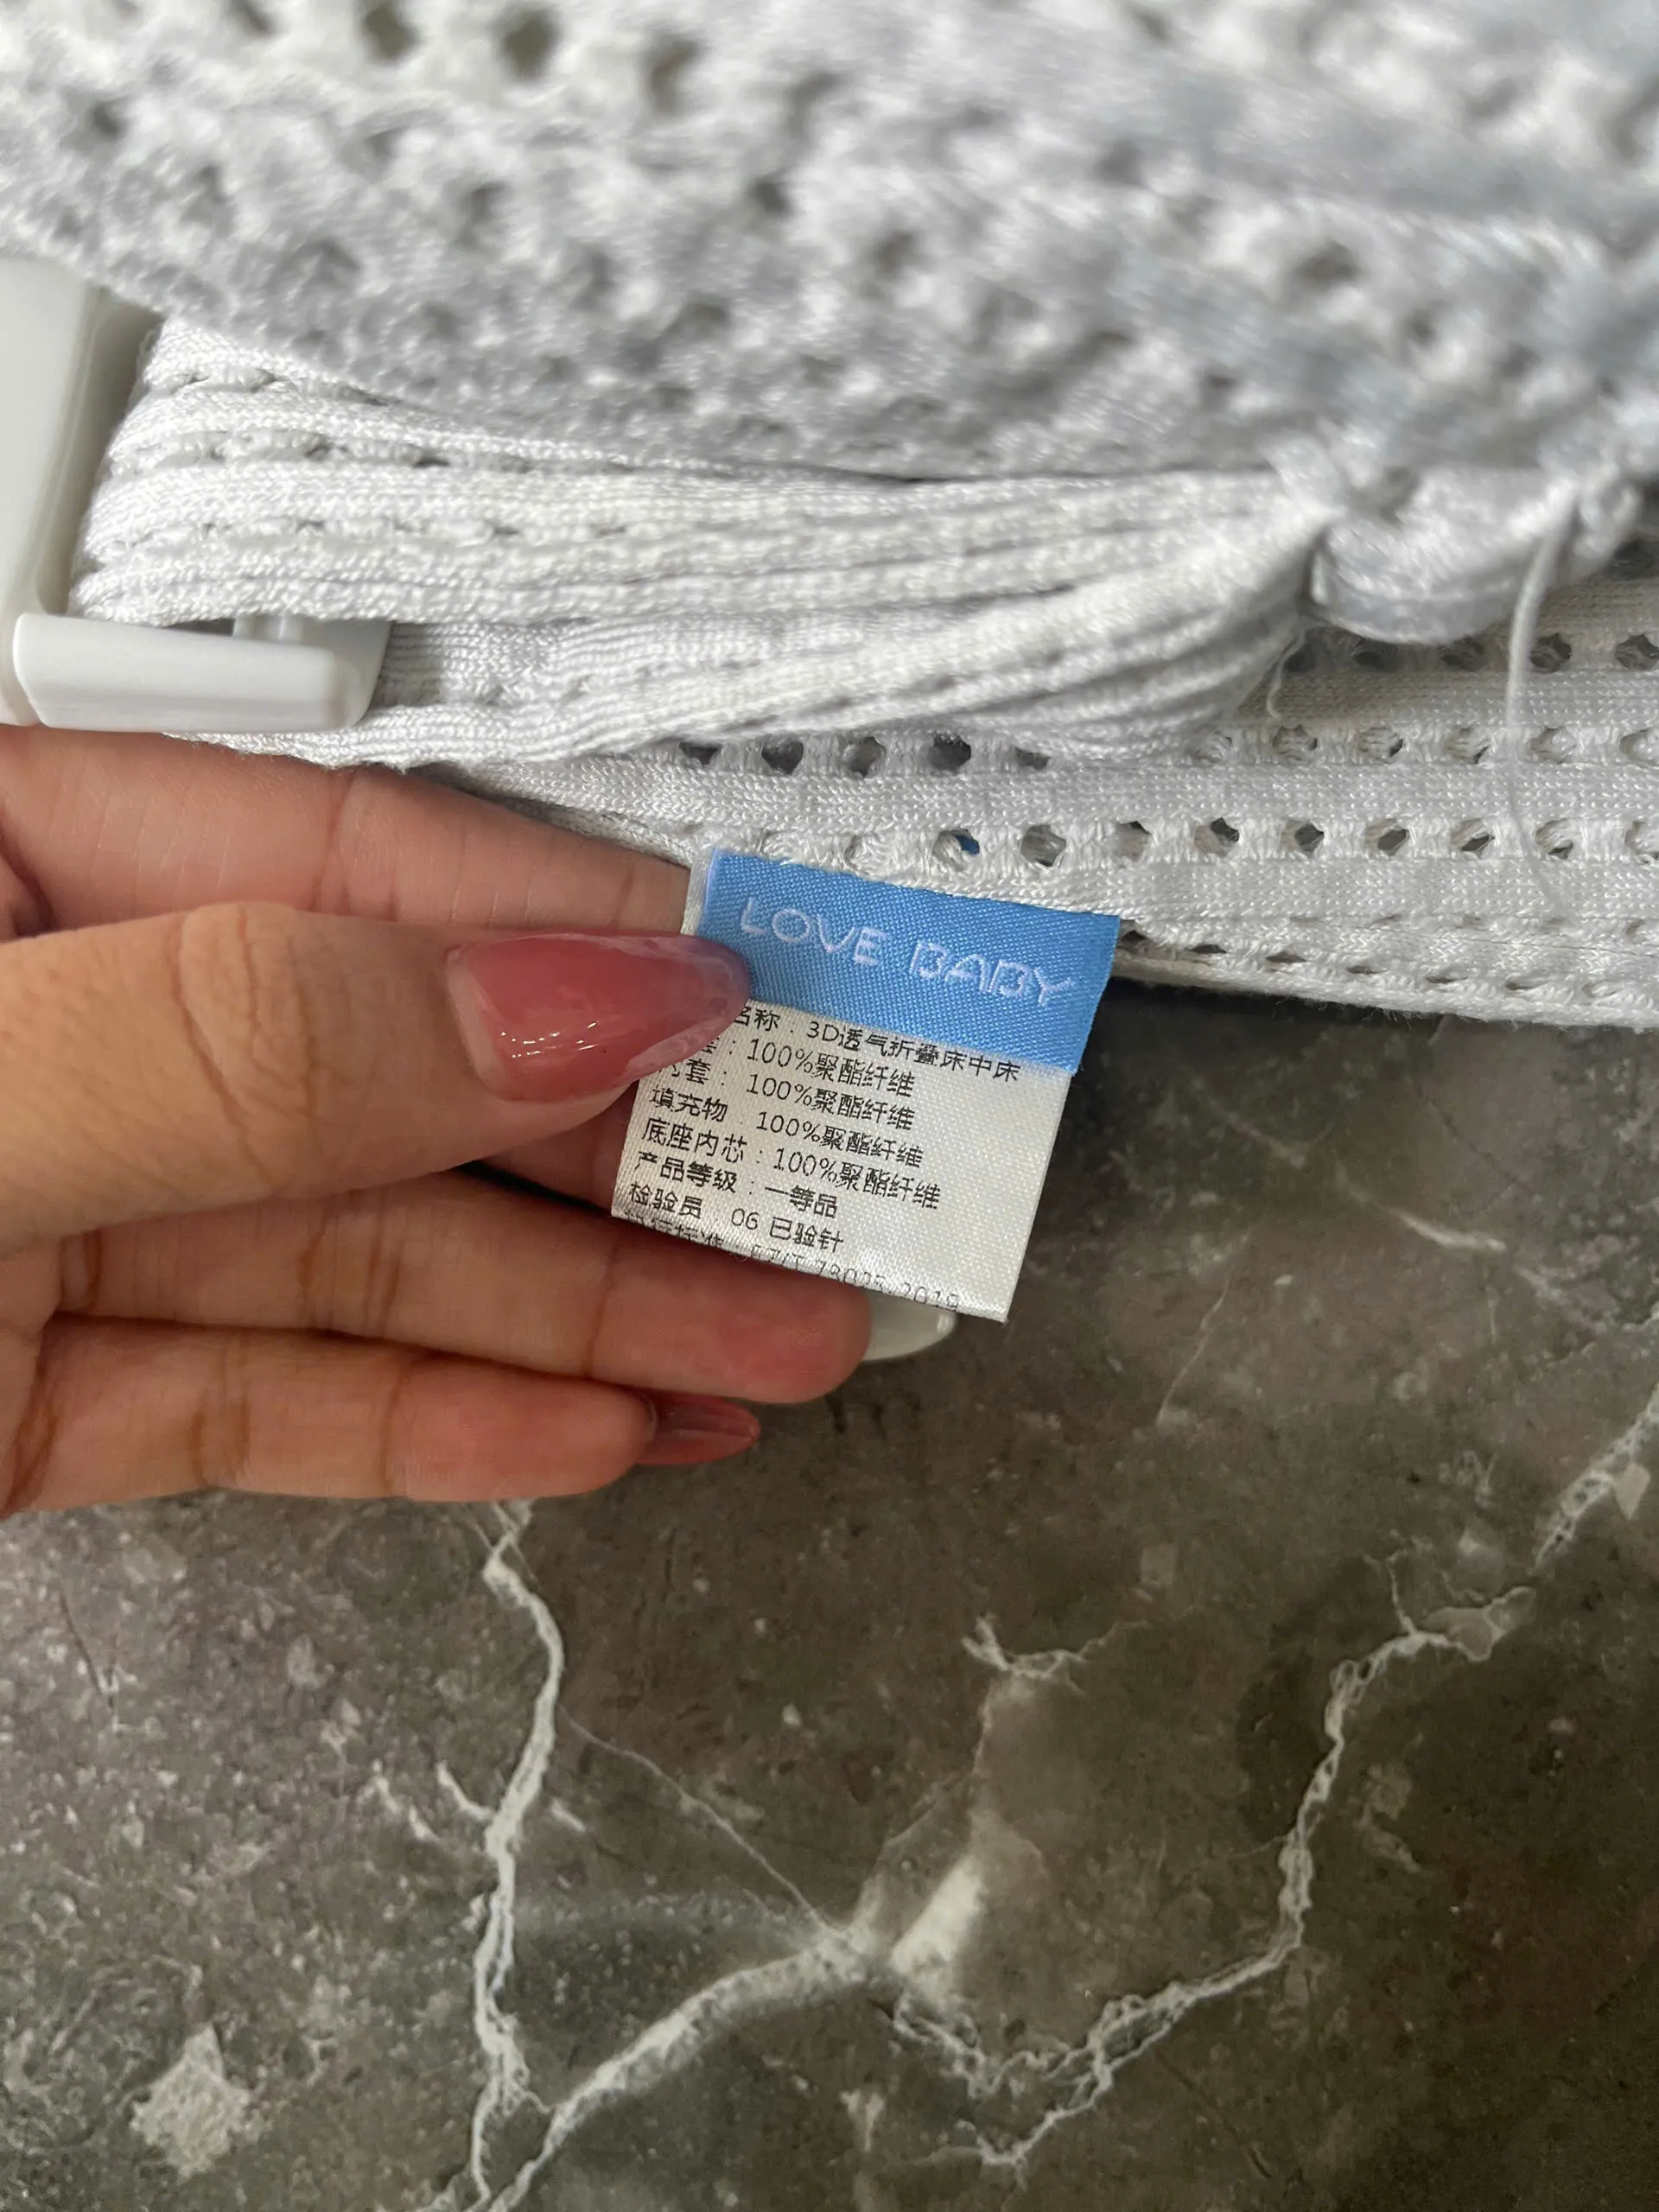 LOVE BABY
名称：3D透气折叠床中床
套：100%聚酯纤维
套：100%聚酯纤维
填充物：100%聚酯纤维
底座内芯：100%聚酯纤维
产品等级：一等品
检验员 06 已验针